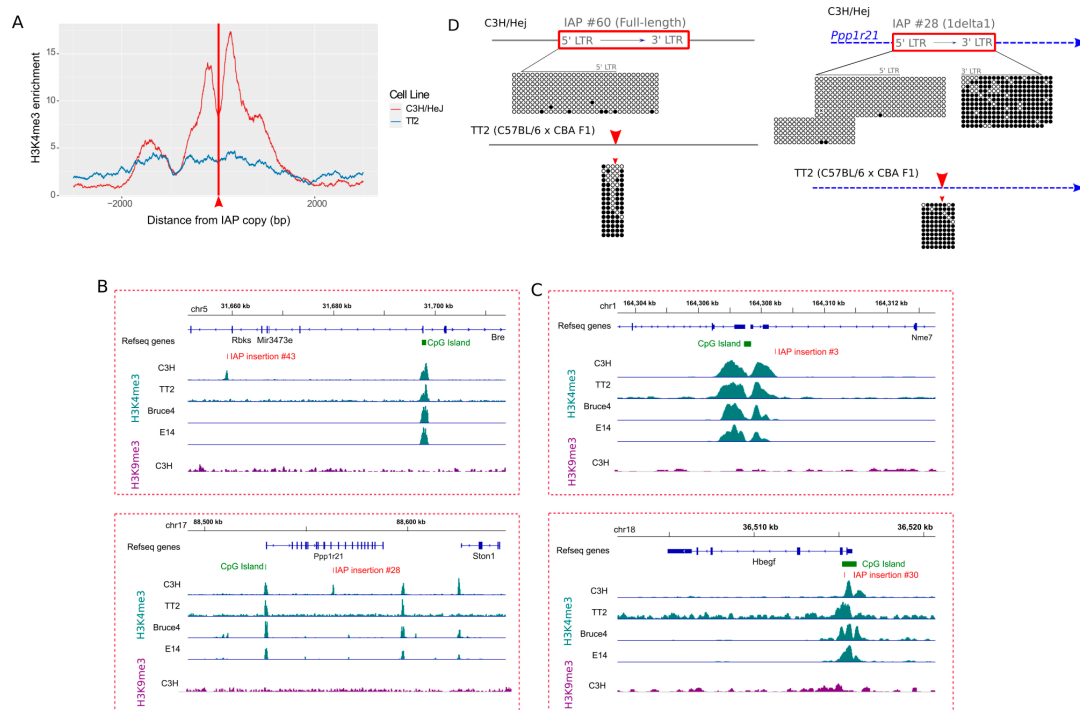 A
H3K4me3 enrichment
15
10
5
0
−2000
0
2000
Distance from IAP copy (bp)
Cell Line
C3H/HeJ
TT2
D
C3H/Hej
IAP #60 (Full-length)
5' LTR
3' LTR
5' LTR
TT2 (C57BL/6 x CBA F1)
C3H/Hej
IAP #28 (1delta1)
Ppp1r21
5' LTR
3' LTR
5' LTR
3' LTR
TT2 (C57BL/6 x CBA F1)
B
chr5
31,660 kb
31,680 kb
31,700 kb
Refseq genes
Rbks
Mir3473e
Bre
CpG Island
IAP insertion #43
H3K4me3
C3H
TT2
Bruce4
E14
H3K9me3
C3H
chr17
88,500 kb
88,600 kb
Refseq genes
Ppp1r21
Ston1
CpG Island
IAP insertion #28
H3K4me3
C3H
TT2
Bruce4
E14
H3K9me3
C3H
C
chr1
164,304 kb
164,306 kb
164,308 kb
164,310 kb
164,312 kb
Refseq genes
Nme7
CpG Island
IAP insertion #3
H3K4me3
C3H
TT2
Bruce4
E14
H3K9me3
C3H
chr18
36,510 kb
36,520 kb
Refseq genes
Hbegf
CpG Island
IAP insertion #30
H3K4me3
C3H
TT2
Bruce4
E14
H3K9me3
C3H